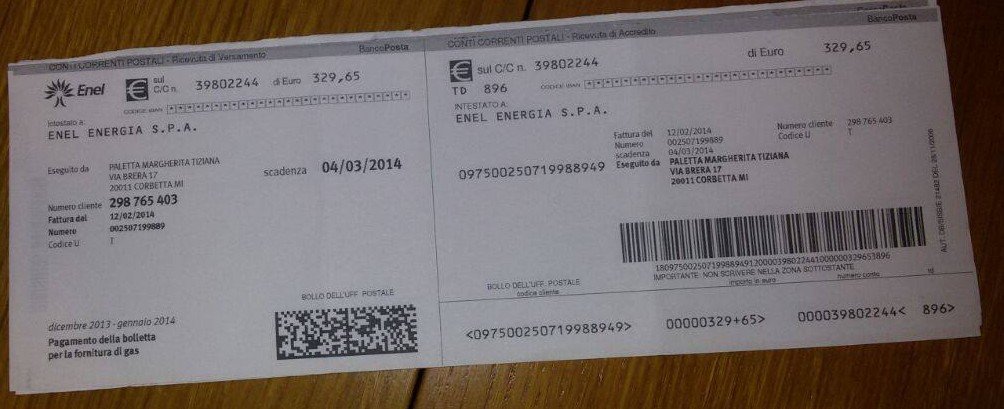 CONTI CORRENTI POSTALI - Ricevuta di Versamento
BancoPosta
Enel
€ sul C/C n. 39802244 di Euro 329,65
CODICE IBAN * * * * * * * * * * * * * * * * * * * * * * * * * * *
Intestato a:
ENEL ENERGIA S.P.A.
Eseguito da PALETTA MARGHERITA TIZIANA
VIA BRERA 17
20011 CORBETTA MI
scadenza 04/03/2014
Numero cliente 298 765 403
Fattura del 12/02/2014
Numero 002507199889
Codice U T
BOLLO DELL'UFF. POSTALE
dicembre 2013 - gennaio 2014
Pagamento della bolletta
per la fornitura di gas
CONTI CORRENTI POSTALI - Ricevuta di Accredito
BancoPosta
€ sul C/C n. 39802244 di Euro 329,65
TD 896
CODICE IBAN * * * * * * * * * * * * * * * * * * * * * * * * * * *
INTESTATO A:
ENEL ENERGIA S.P.A.
Fattura del 12/02/2014
Numero 002507199889
scadenza 04/03/2014
Eseguito da PALETTA MARGHERITA TIZIANA
VIA BRERA 17
20011 CORBETTA MI
Numero cliente 298 765 403
Codice U T
097500250719988949
18097500250719988949120000398022441000000329653896
IMPORTANTE: NON SCRIVERE NELLA ZONA SOTTOSTANTE
BOLLO DELL'UFF. POSTALE
codice cliente
importo in euro
numero conto
td
<097500250719988949>
00000329+65>
000039802244<
896>